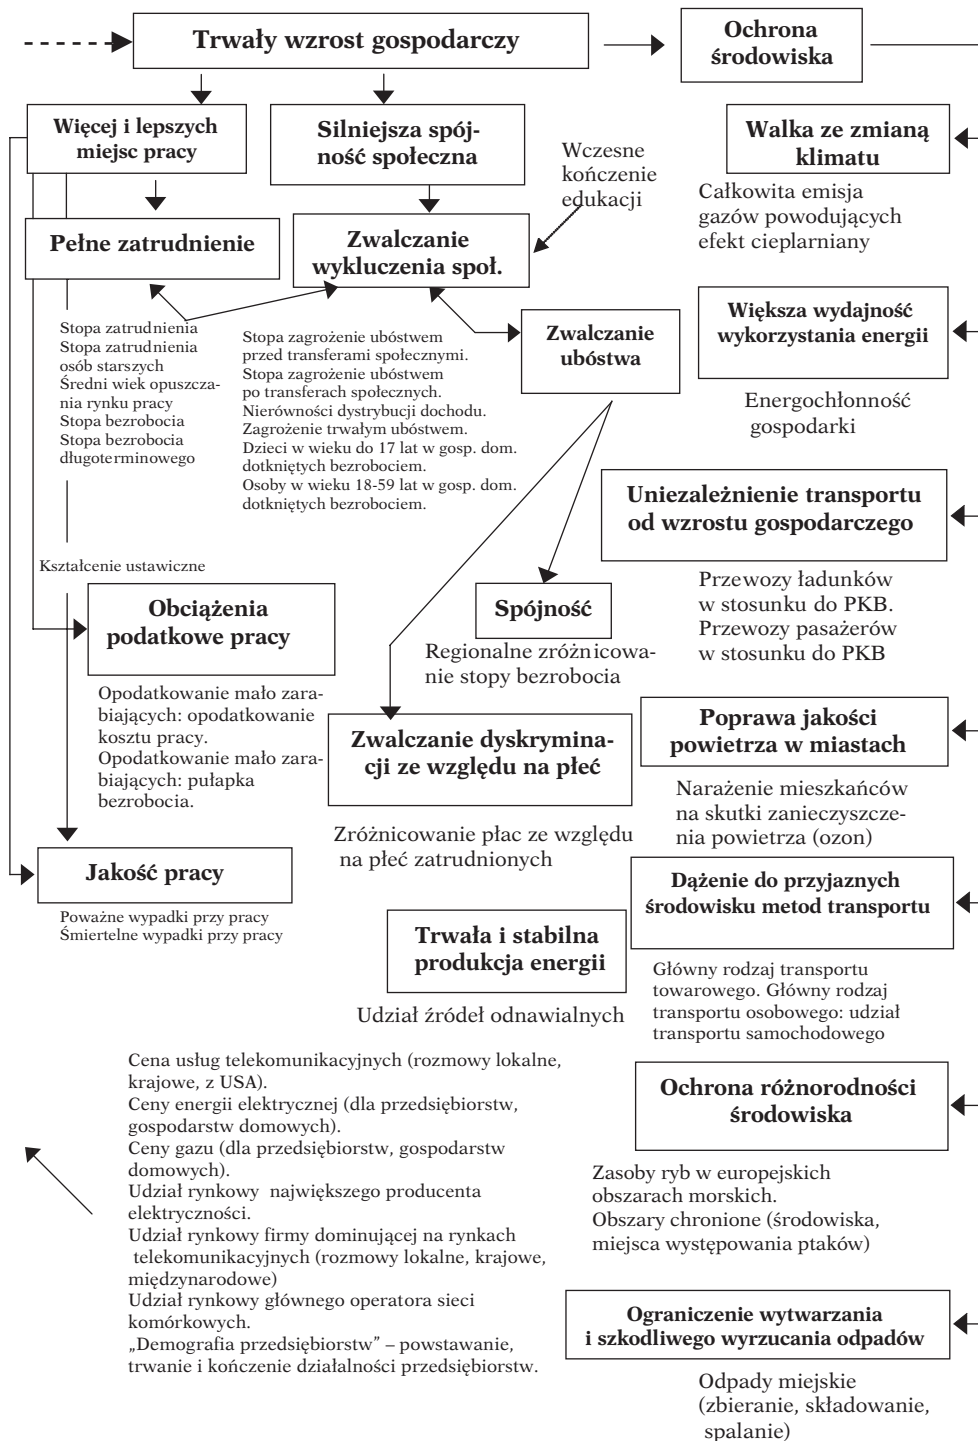 Trwały wzrost gospodarczy
Ochrona
środowiska
Więcej i lepszych
miejsc pracy
Silniejsza spój-
ność społeczna
Wczesne
kończenie
edukacji
Walka ze zmianą
klimatu
Całkowita emisja
gazów powodujących
efekt cieplarniany
Pełne zatrudnienie
Zwalczanie
wykluczenia społ.
Stopa zatrudnienia
Stopa zatrudnienia
osób starszych
Średni wiek opuszcza-
nia rynku pracy
Stopa bezrobocia
Stopa bezrobocia
długoterminowego
Stopa zagrożenie ubóstwem
przed transferami społecznymi.
Stopa zagrożenie ubóstwem
po transferach społecznych.
Nierówności dystrybucji dochodu.
Zagrożenie trwałym ubóstwem.
Dzieci w wieku do 17 lat w gosp. dom.
dotkniętych bezrobociem.
Osoby w wieku 18-59 lat w gosp. dom.
dotkniętych bezrobociem.
Zwalczanie
ubóstwa
Większa wydajność
wykorzystania energii
Energochłonność
gospodarki
Uniezależnienie transportu
od wzrostu gospodarczego
Przewozy ładunków
w stosunku do PKB.
Przewozy pasażerów
w stosunku do PKB
Kształcenie ustawiczne
Obciążenia
podatkowe pracy
Opodatkowanie mało zara-
biających: opodatkowanie
kosztu pracy.
Opodatkowanie mało zara-
biających: pułapka
bezrobocia.
Spójność
Regionalne zróżnicowa-
nie stopy bezrobocia
Zwalczanie dyskrymina-
cji ze względu na płeć
Zróżnicowanie płac ze względu
na płeć zatrudnionych
Poprawa jakości
powietrza w miastach
Narażenie mieszkańców
na skutki zanieczyszcze-
nia powietrza (ozon)
Jakość pracy
Poważne wypadki przy pracy
Śmiertelne wypadki przy pracy
Trwała i stabilna
produkcja energii
Udział źródeł odnawialnych
Dążenie do przyjaznych
środowisku metod transportu
Główny rodzaj transportu
towarowego. Główny rodzaj
transportu osobowego: udział
transportu samochodowego
Cena usług telekomunikacyjnych (rozmowy lokalne,
krajowe, z USA).
Ceny energii elektrycznej (dla przedsiębiorstw,
gospodarstw domowych).
Ceny gazu (dla przedsiębiorstw, gospodarstw
domowych).
Udział rynkowy największego producenta
elektryczności.
Udział rynkowy firmy dominującej na rynkach
telekomunikacyjnych (rozmowy lokalne, krajowe,
międzynarodowe)
Udział rynkowy głównego operatora sieci
komórkowych.
„Demografia przedsiębiorstw” – powstawanie,
trwanie i kończenie działalności przedsiębiorstw.
Ochrona różnorodności
środowiska
Zasoby ryb w europejskich
obszarach morskich.
Obszary chronione (środowiska,
miejsca występowania ptaków)
Ograniczenie wytwarzania
i szkodliwego wyrzucania odpadów
Odpady miejskie
(zbieranie, składowanie,
spalanie)